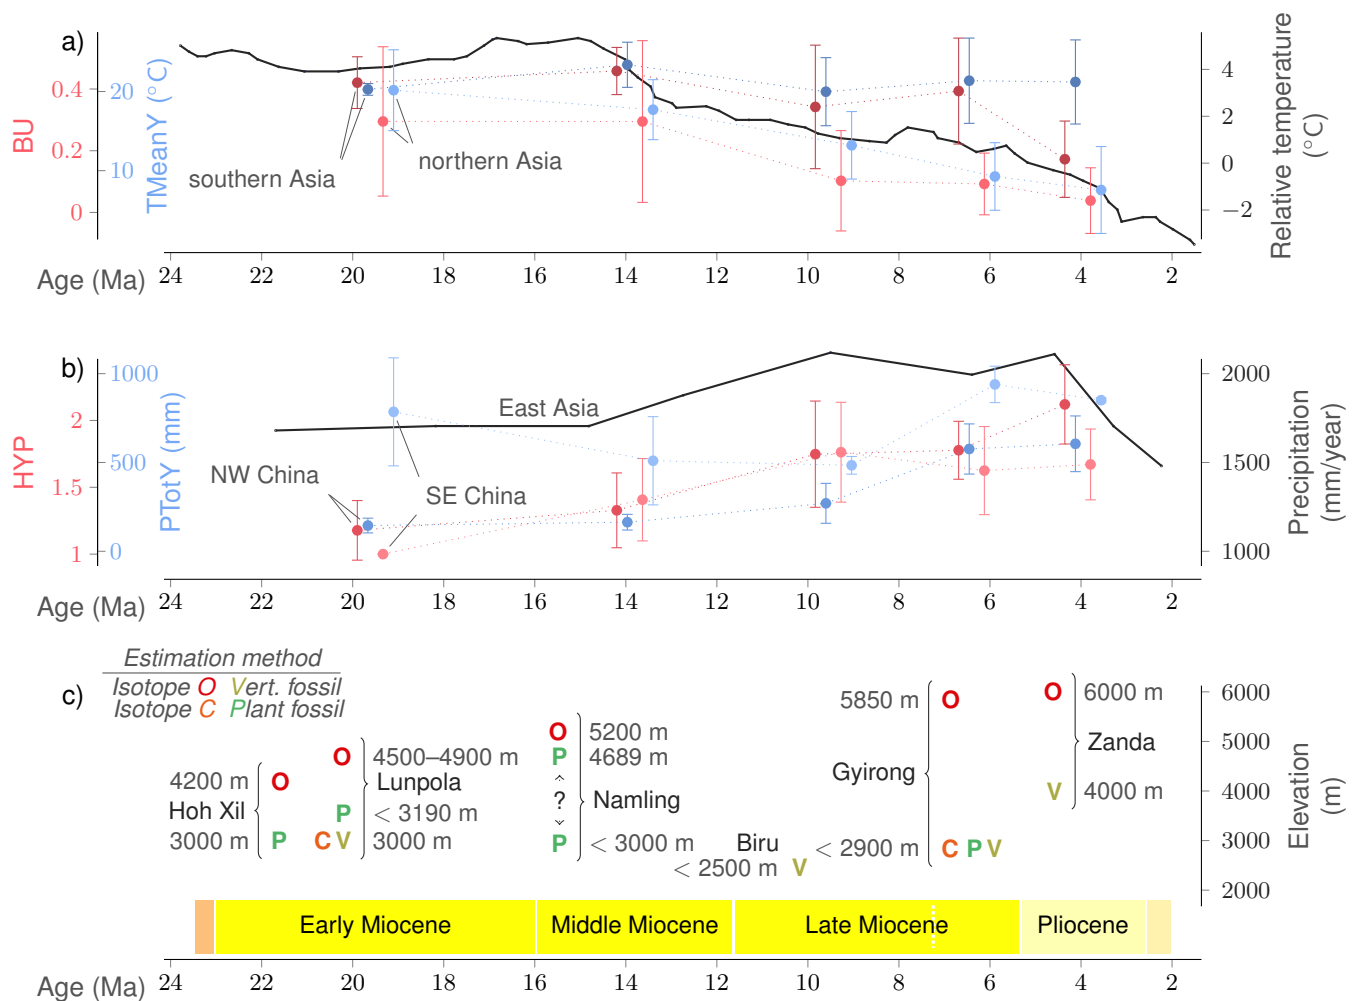 a)
BU
0.4
0.2
0
TMeanY (°C)
20
10
southern Asia
northern Asia
4
2
0
−2
Relative temperature
(°C)
Age (Ma)
24 22 20 18 16 14 12 10 8 6 4 2
b)
HYP
2
1.5
1
PTotY (mm)
1000
500
0
NW China
SE China
East Asia
2000
1500
1000
Precipitation
(mm/year)
Age (Ma)
24 22 20 18 16 14 12 10 8 6 4 2
Estimation method
Isotope O Vert. fossil
Isotope C Plant fossil
c)
4200 m O
Hoh Xil
3000 m P
O 4500–4900 m
Lunpola
P < 3190 m
C V 3000 m
O 5200 m
P 4689 m
? Namling
P < 3000 m
Biru
< 2500 m V
5850 m O
Gyirong
< 2900 m C P V
O 6000 m
Zanda
V 4000 m
6000
5000
4000
3000
2000
Elevation
(m)
Early Miocene Middle Miocene Late Miocene Pliocene
Age (Ma)
24 22 20 18 16 14 12 10 8 6 4 2